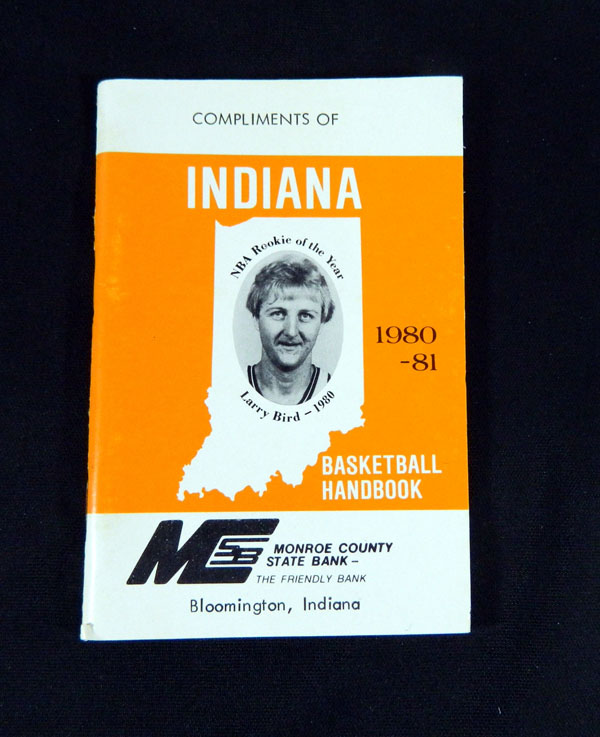 COMPLIMENTS OF
INDIANA
NBA Rookie of the Year
Larry Bird – 1980
1980
-81
BASKETBALL
HANDBOOK
MCSB MONROE COUNTY
STATE BANK –
THE FRIENDLY BANK
Bloomington, Indiana